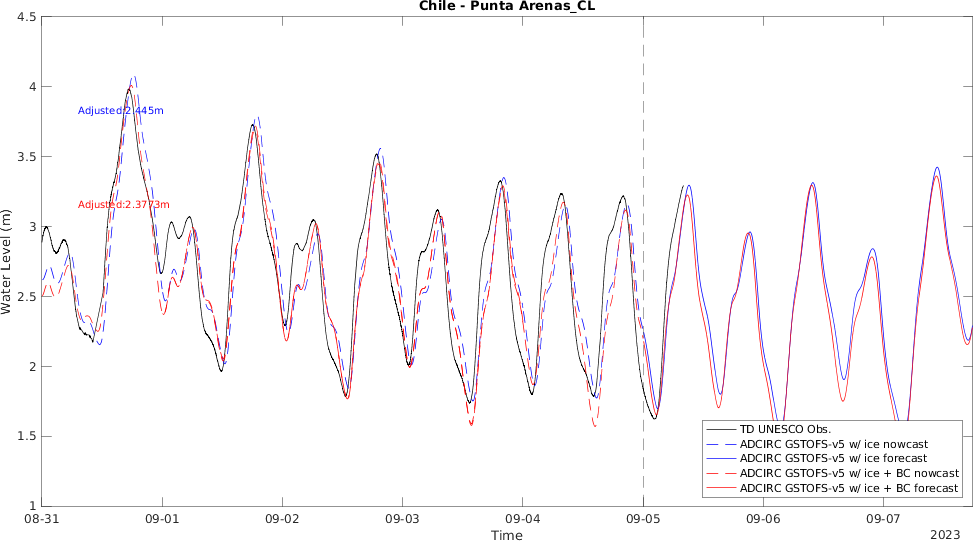 Chile - Punta Arenas_CL
4.5
4
3.5
3
2.5
2
1.5
1
Water Level (m)
Adjusted:2.445m
Adjusted:2.3773m
TD UNESCO Obs.
ADCIRC GSTOFS-v5 w/ ice nowcast
ADCIRC GSTOFS-v5 w/ ice forecast
ADCIRC GSTOFS-v5 w/ ice + BC nowcast
ADCIRC GSTOFS-v5 w/ ice + BC forecast
08-31 09-01 09-02 09-03 09-04 09-05 09-06 09-07
Time
2023